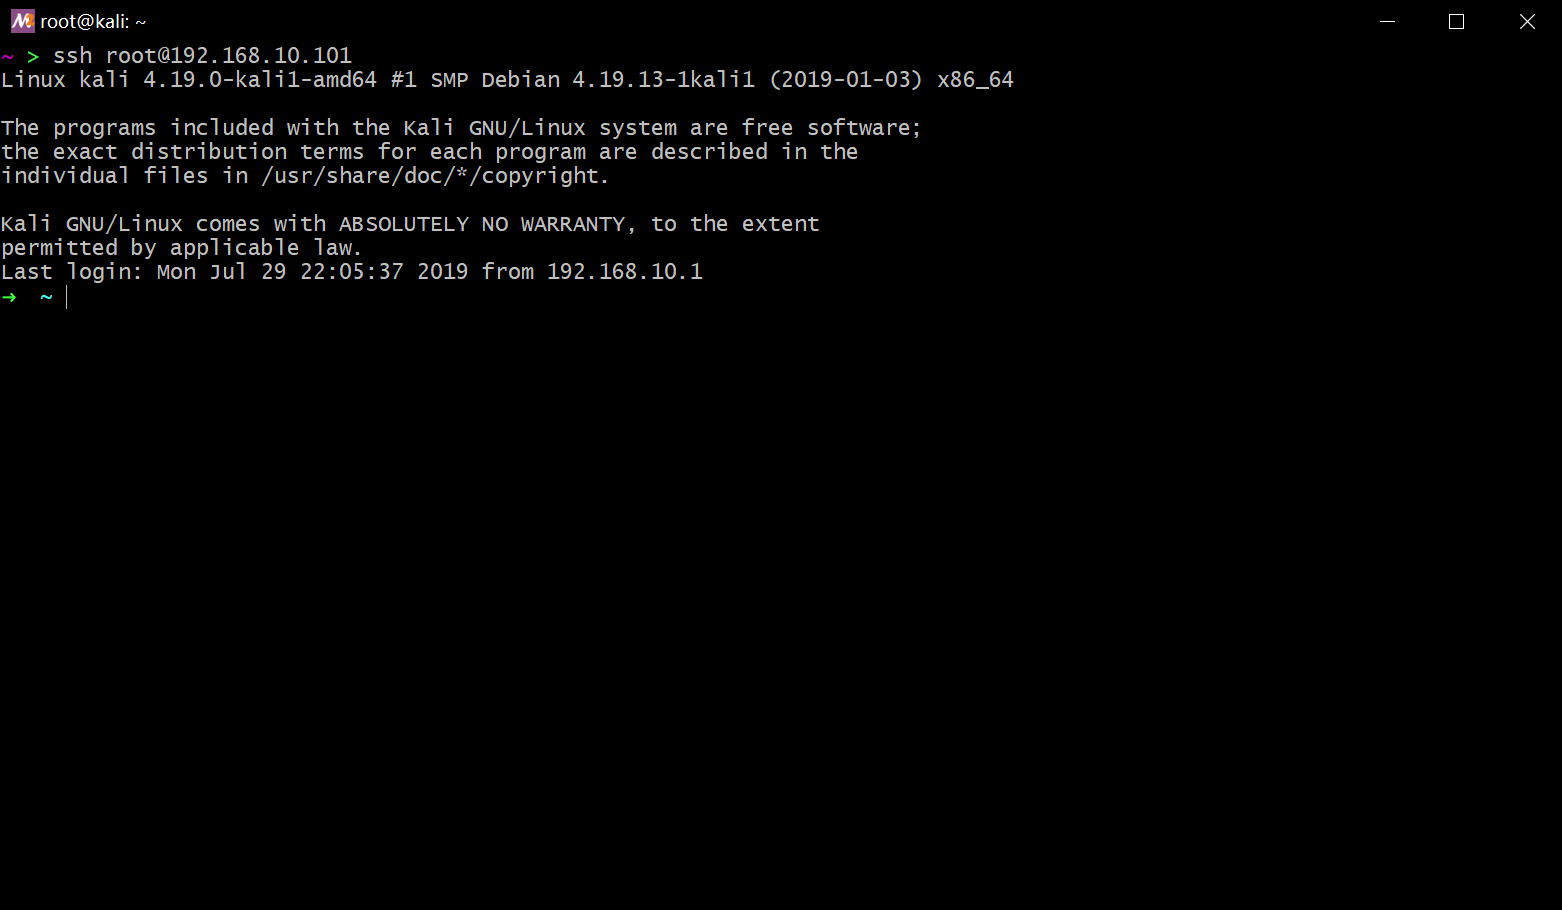 root@kali: ~
~ > ssh root@192.168.10.101
Linux kali 4.19.0-kali1-amd64 #1 SMP Debian 4.19.13-1kali1 (2019-01-03) x86_64
The programs included with the Kali GNU/Linux system are free software;
the exact distribution terms for each program are described in the
individual files in /usr/share/doc/*/copyright.
Kali GNU/Linux comes with ABSOLUTELY NO WARRANTY, to the extent
permitted by applicable law.
Last login: Mon Jul 29 22:05:37 2019 from 192.168.10.1
➜  ~